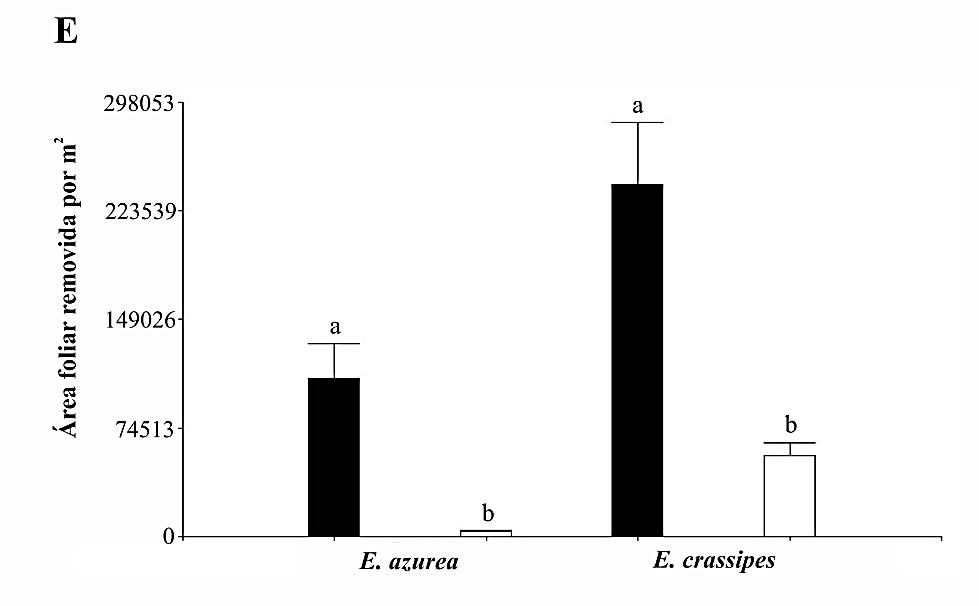 E
298053
223539
149026
74513
0
Área foliar removida por m²
a
b
a
b
E. azurea
E. crassipes